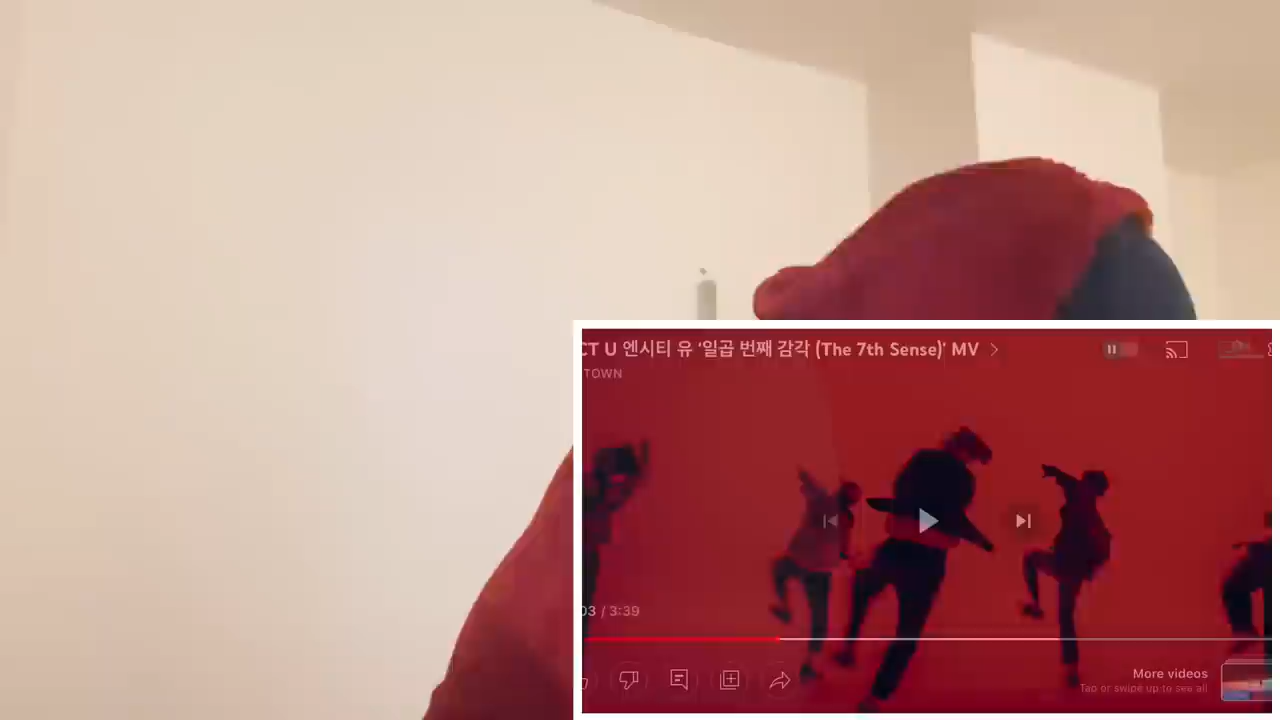 CT U 엔시티 유 '일곱 번째 감각 (The 7th Sense)' MV
TOWN
03 / 3:39
More videos
Tap or swipe up to see all